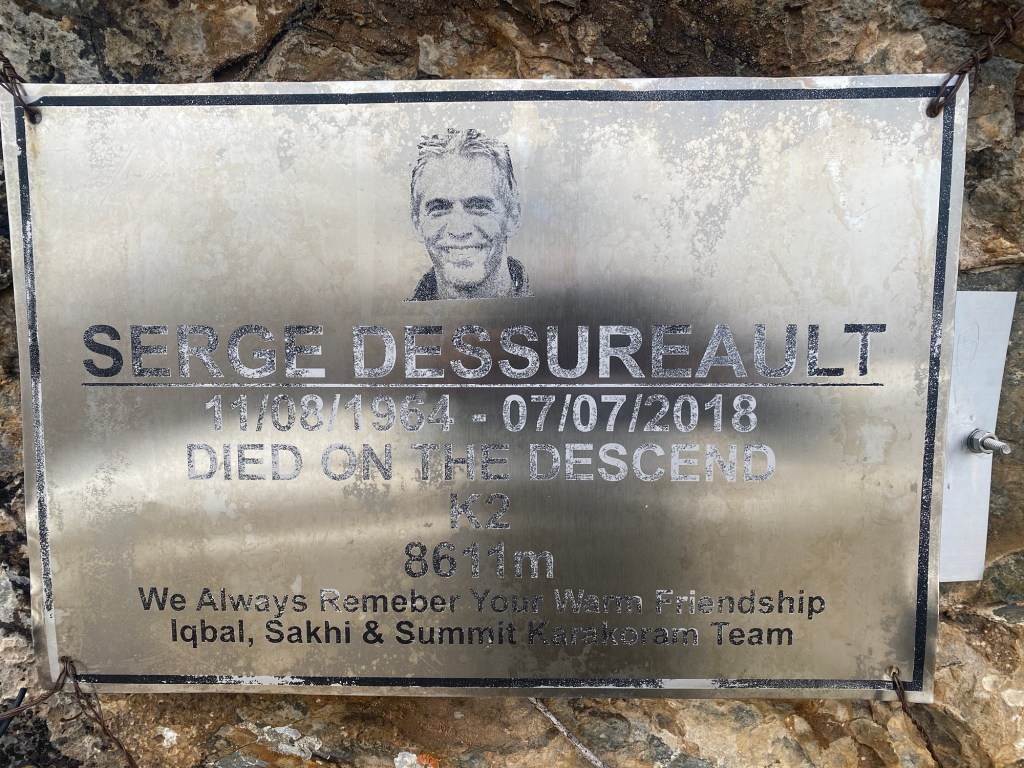 SERGE DESSUREAULT
11/08/1964 - 07/07/2018
DIED ON THE DESCEND
K2
8611m
We Always Remeber Your Warm Friendship
Iqbal, Sakhi & Summit Karakoram Team